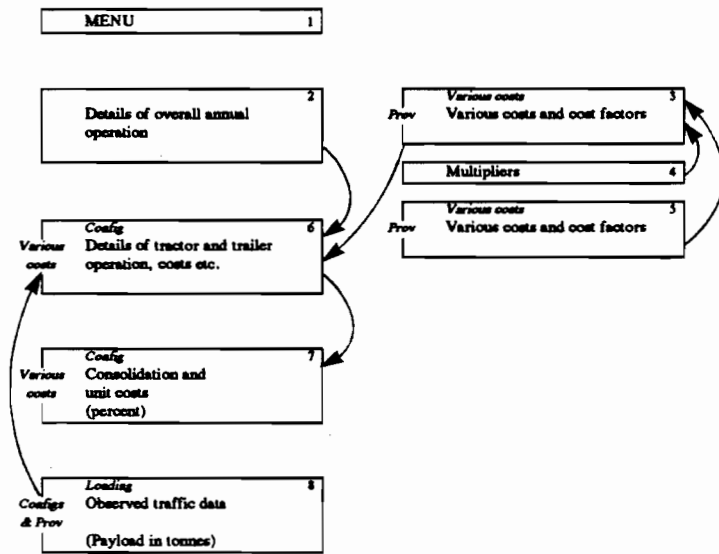 MENU 1
2
Details of overall annual
operation
Various costs 3
Prov Various costs and cost factors
Multipliers 4
Various costs 5
Prov Various costs and cost factors
Config 6
Various Details of tractor and trailer
costs operation, costs etc.
Config 7
Various Consolidation and
costs unit costs
(percent)
Loading 8
Configs Observed traffic data
& Prov
(Payload in tonnes)